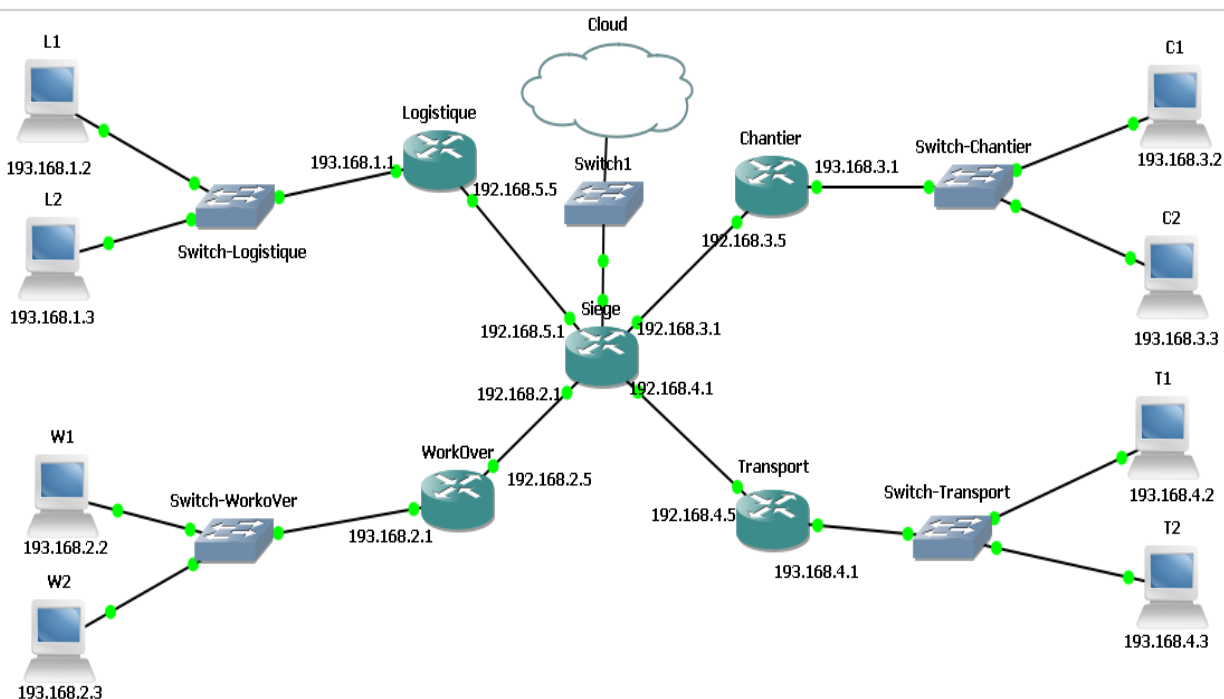 Cloud
L1
193.168.1.2
L2
193.168.1.3
Switch-Logistique
193.168.1.1
Logistique
192.168.5.5
Switch1
Chantier
193.168.3.1
192.168.3.5
Switch-Chantier
C1
193.168.3.2
C2
193.168.3.3
Siege
192.168.5.1
192.168.3.1
192.168.2.1
192.168.4.1
W1
193.168.2.2
W2
193.168.2.3
Switch-WorkoVer
193.168.2.1
WorkOver
192.168.2.5
Transport
192.168.4.5
193.168.4.1
Switch-Transport
T1
193.168.4.2
T2
193.168.4.3